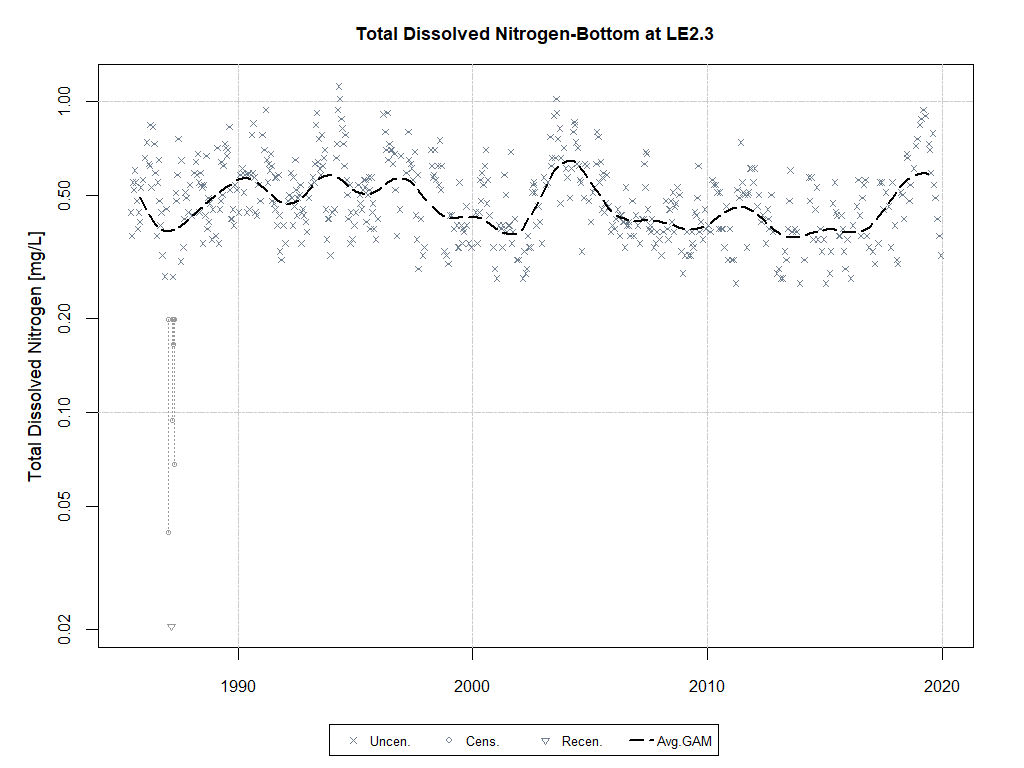 Total Dissolved Nitrogen-Bottom at LE2.3
Total Dissolved Nitrogen [mg/L]
1.00
0.50
0.20
0.10
0.05
0.02
1990 2000 2010 2020
Uncen. Cens. Recen. Avg.GAM